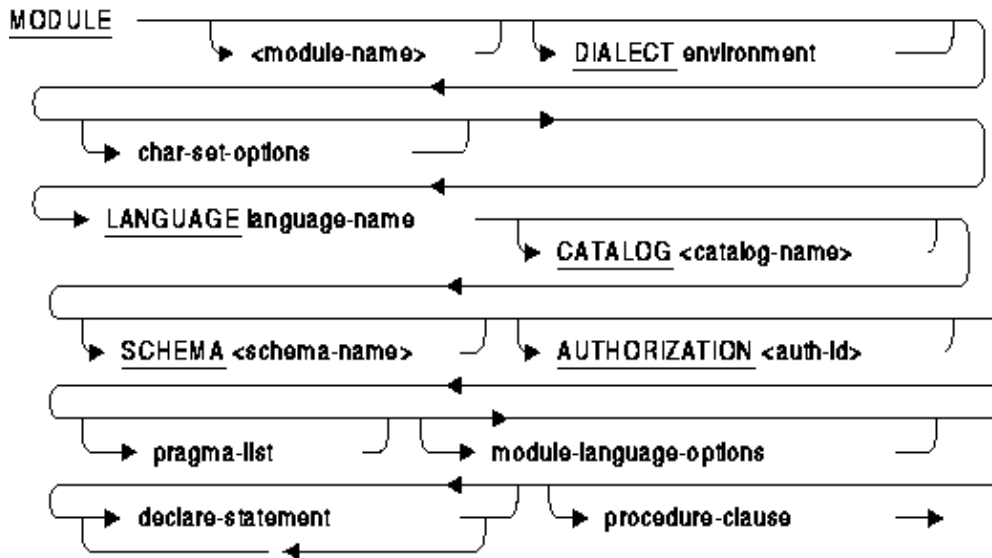 MODULE
<module-name> DIALECT environment
char-set-options
LANGUAGE language-name
CATALOG <catalog-name>
SCHEMA <schema-name> AUTHORIZATION <auth-id>
pragma-list module-language-options
declare-statement procedure-clause